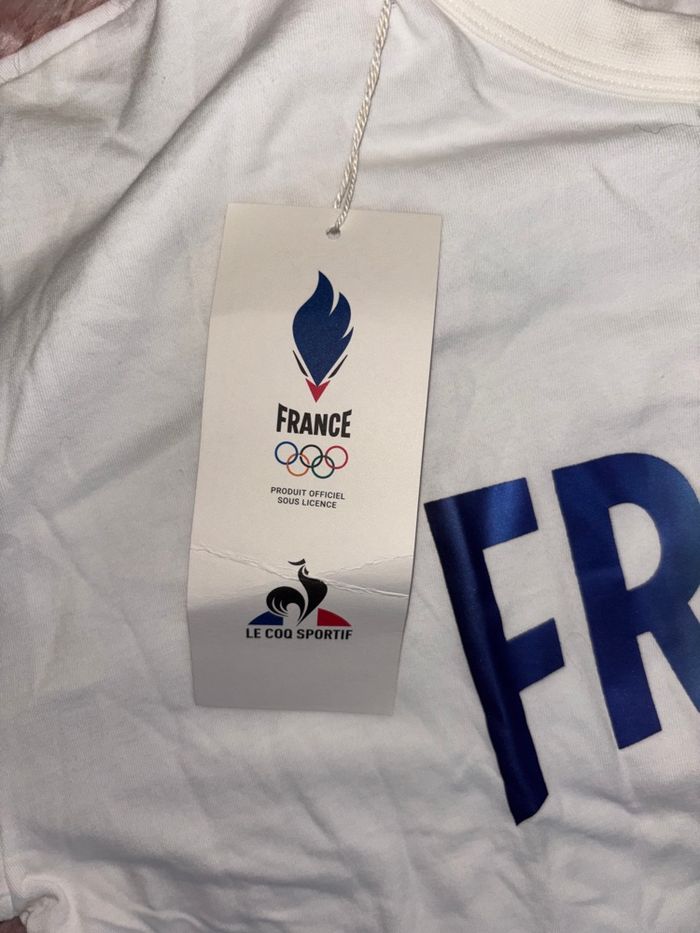 FRANCE
PRODUIT OFFICIEL
SOUS LICENCE
LE COQ SPORTIF
FR